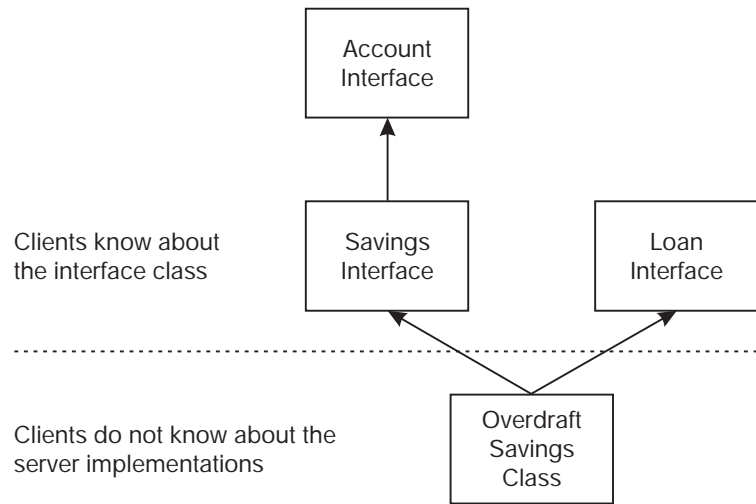 Account
Interface
Clients know about
the interface class
Savings
Interface
Loan
Interface
Clients do not know about the
server implementations
Overdraft
Savings
Class